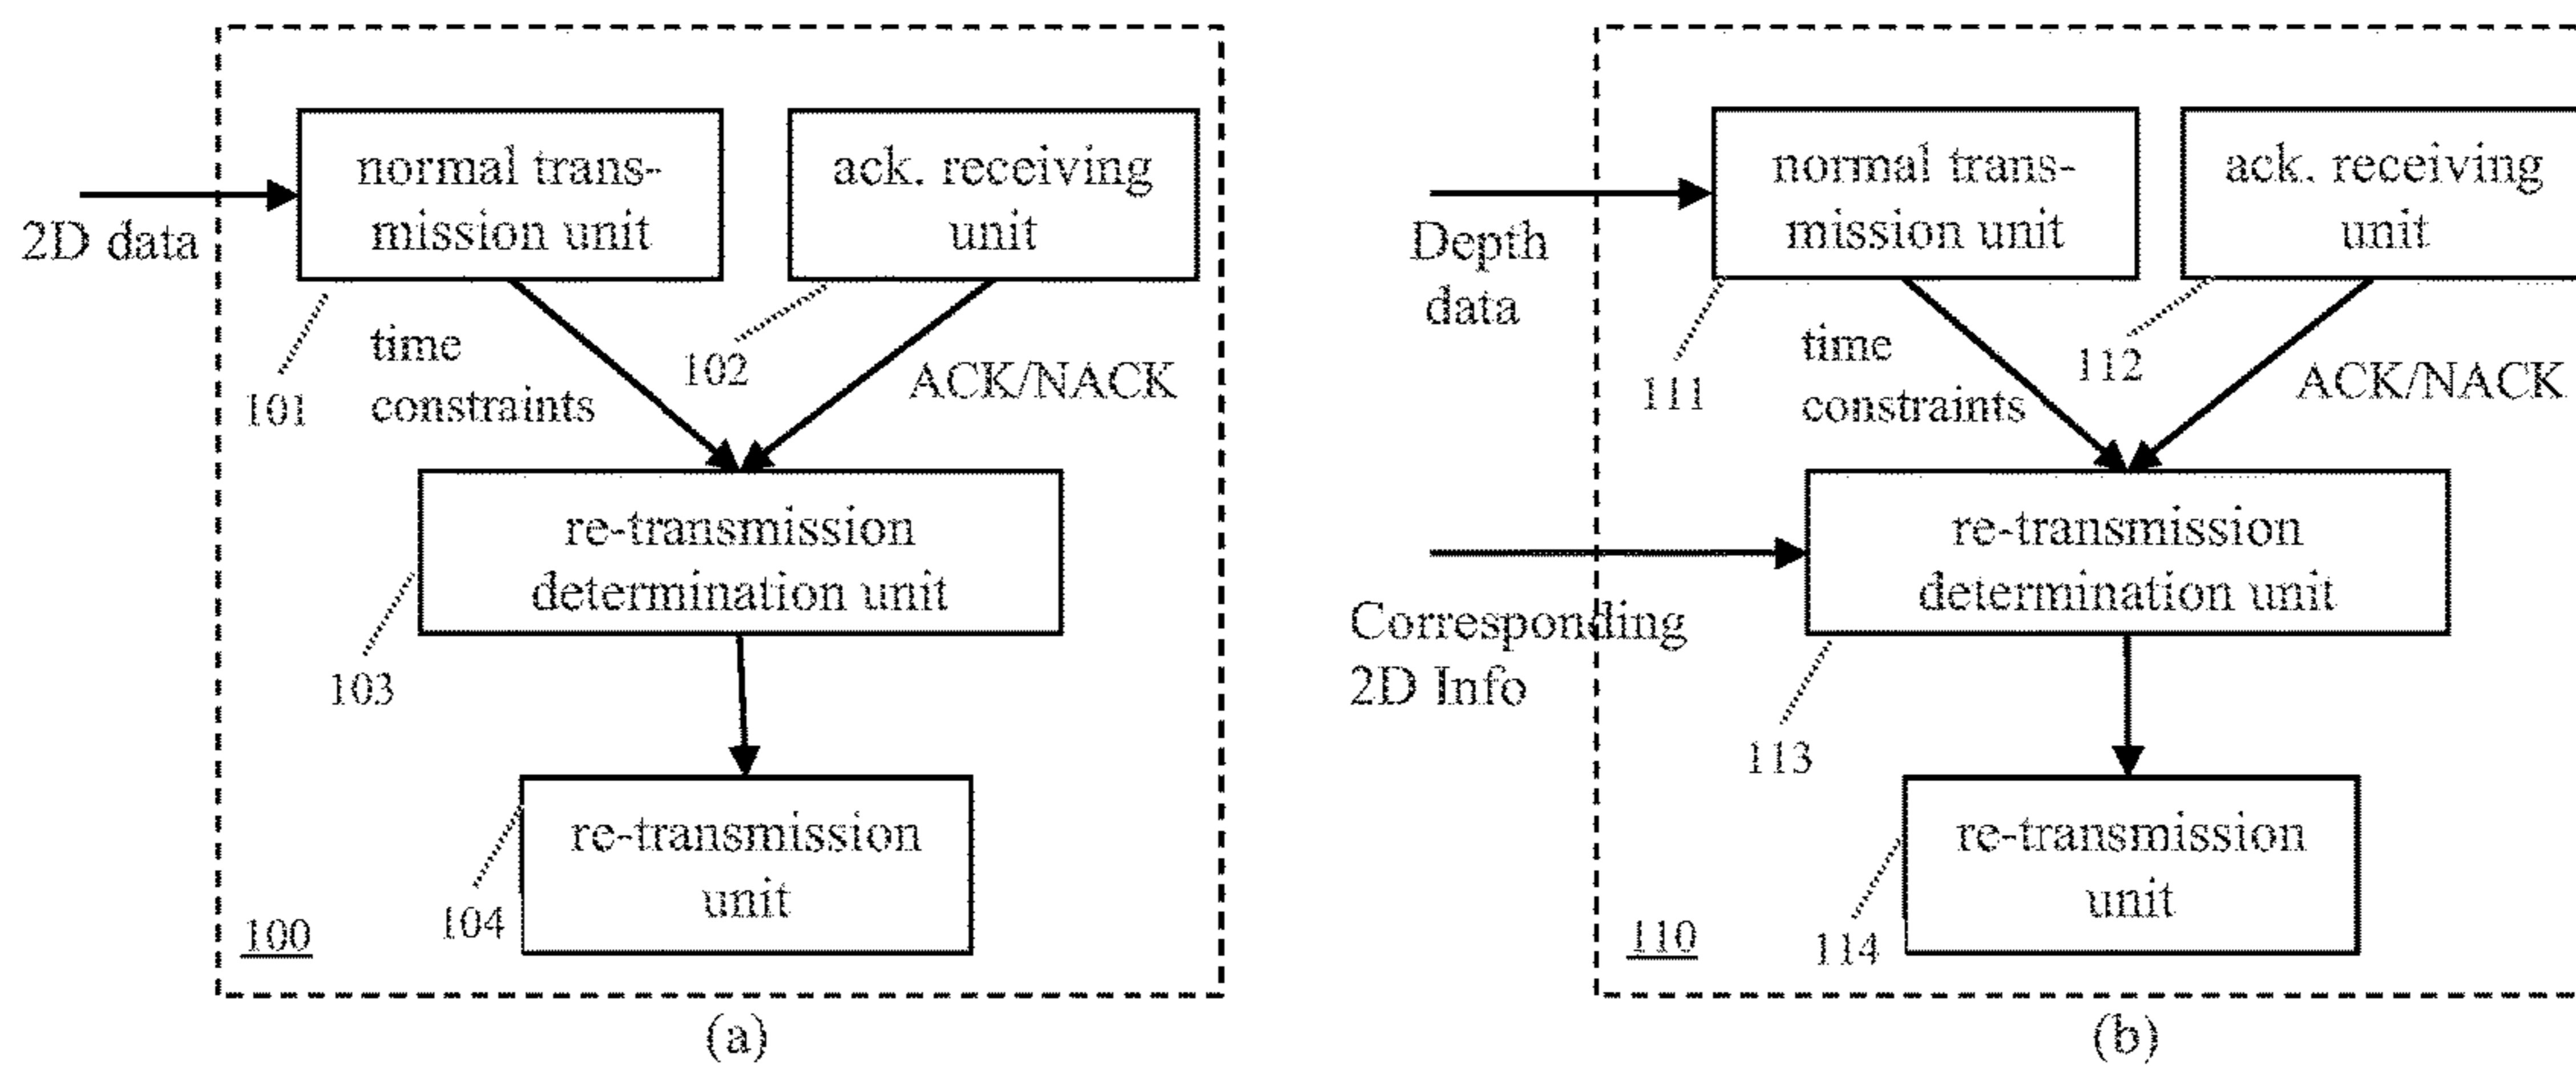 normal trans-
mission unit
ack. receiving
unit
2D data
time
constraints
101
102
ACK/NACK
re-transmission
determination unit
103
re-transmission
unit
104
100
(a)
normal trans-
mission unit
ack. receiving
unit
Depth
data
time
constraints
111
112
ACK/NACK
re-transmission
determination unit
Corresponding
2D Info
113
re-transmission
unit
114
110
(b)